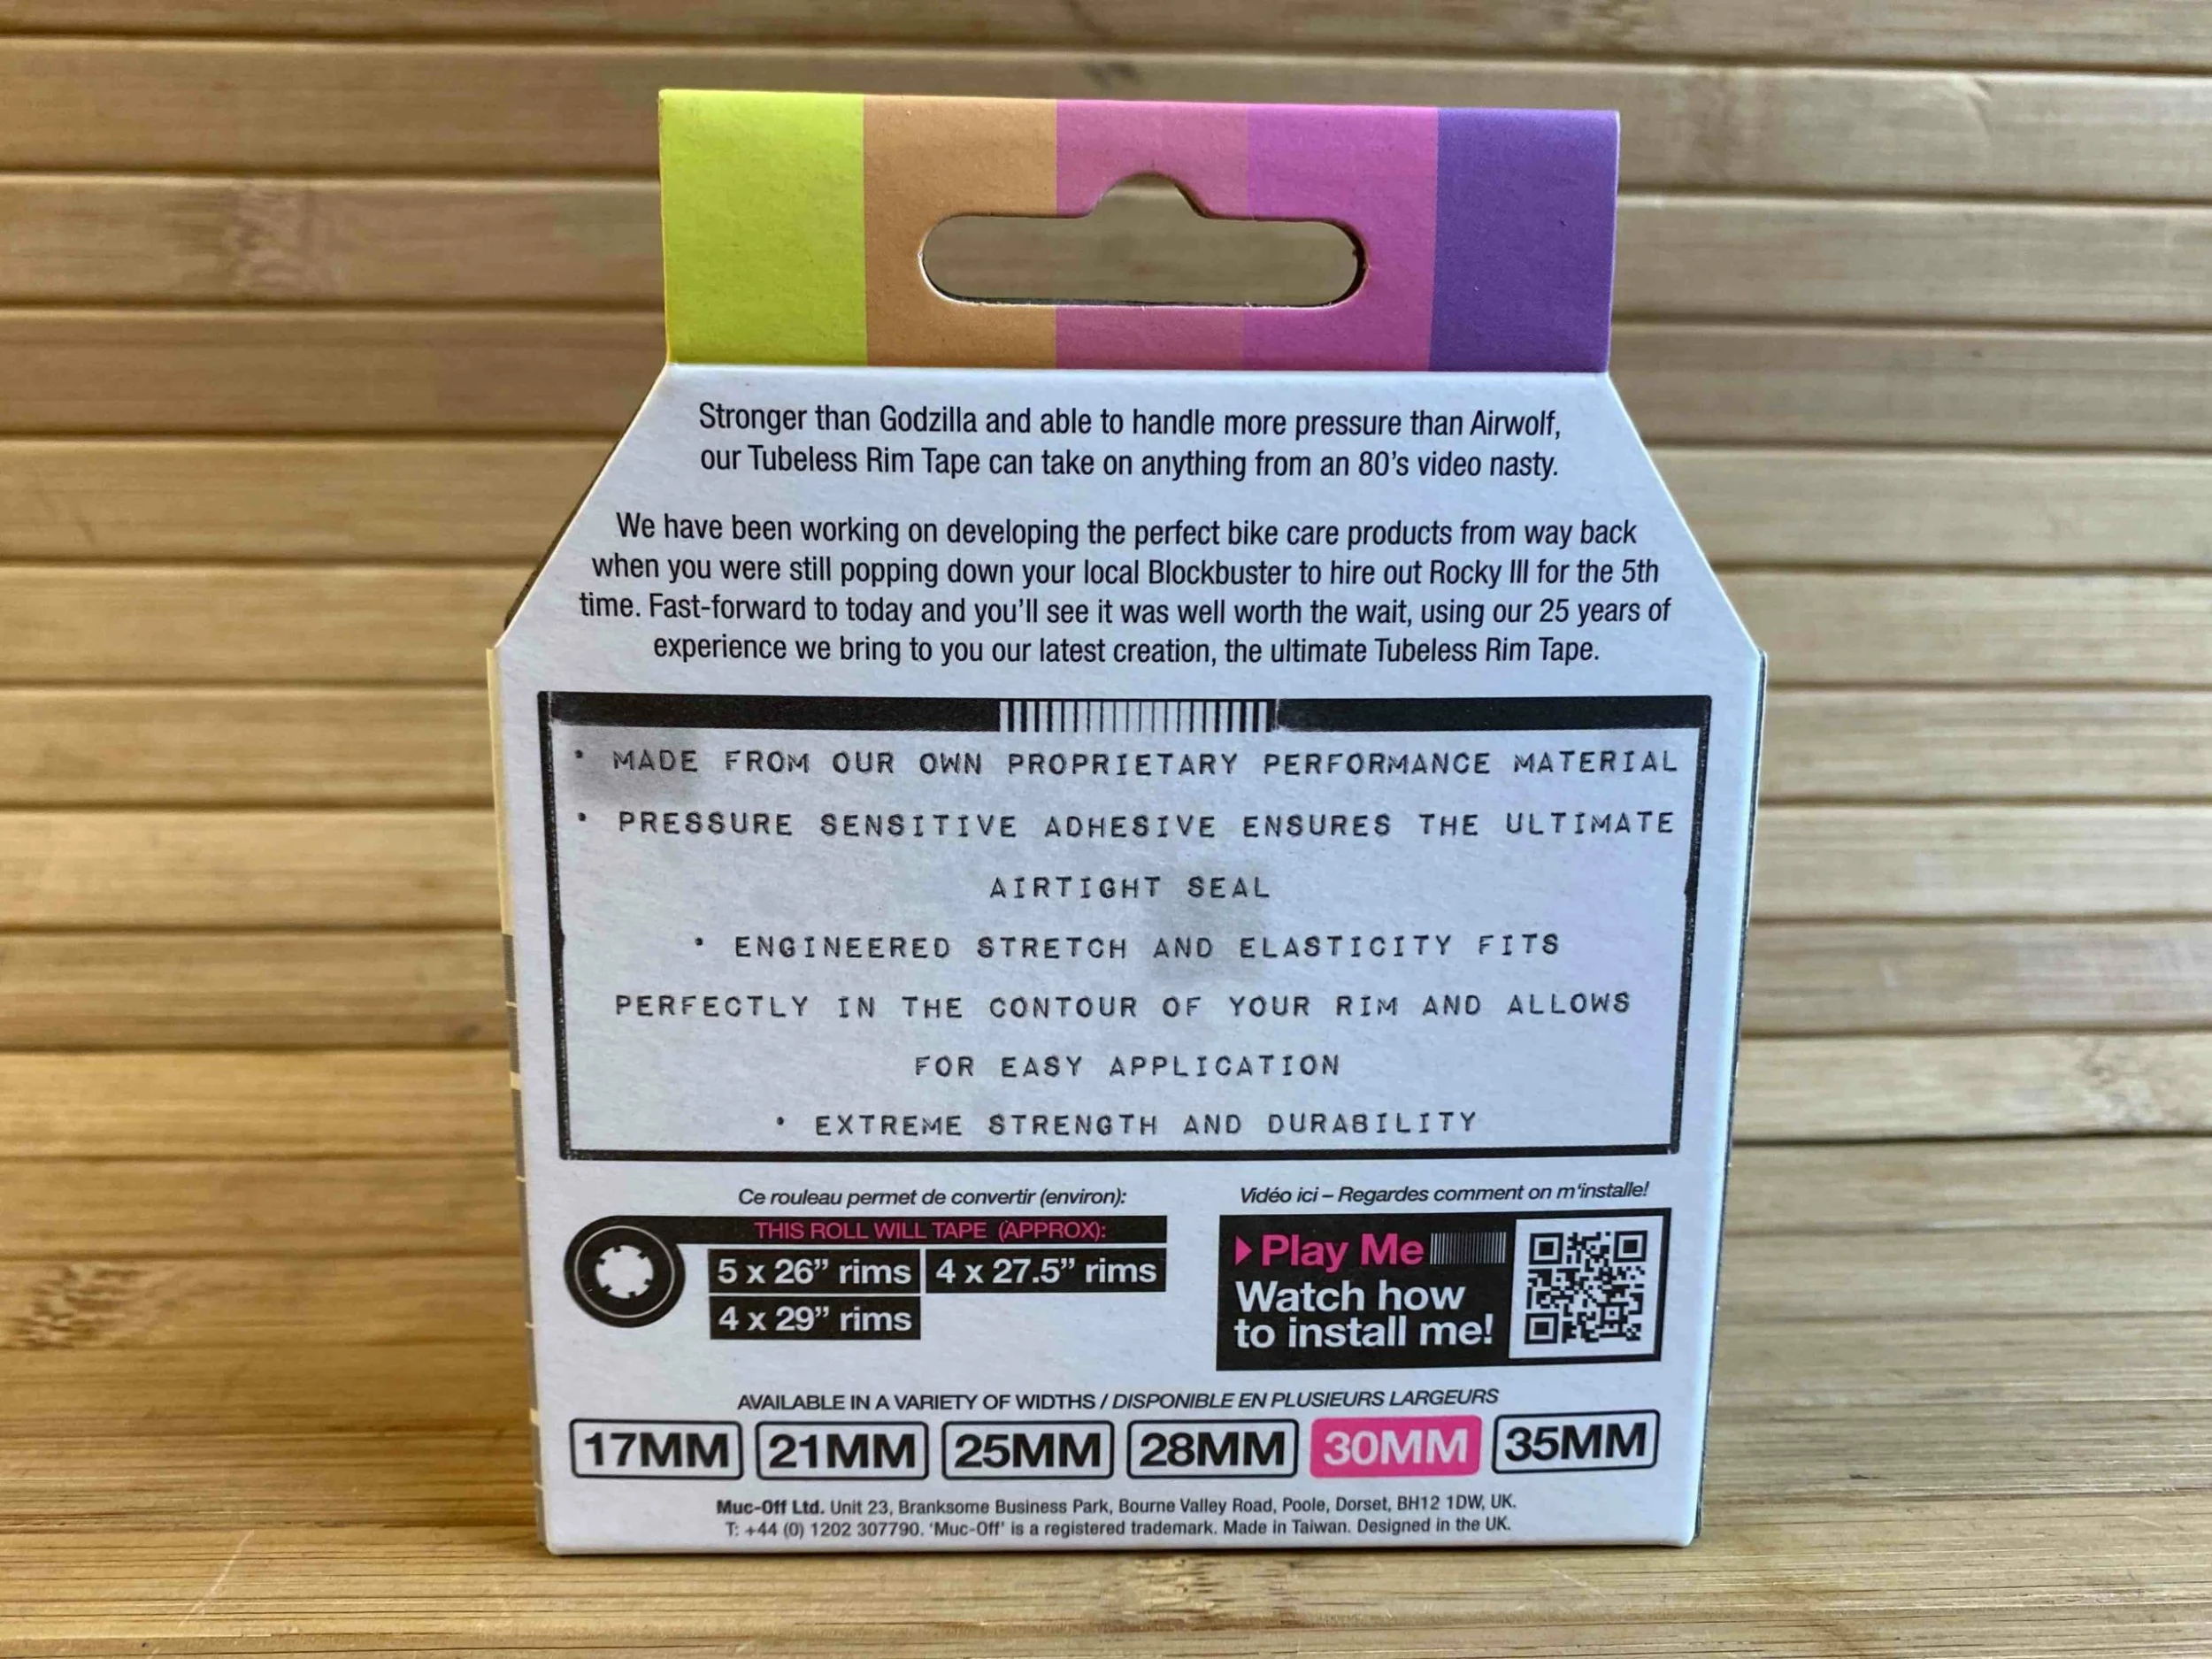 Stronger than Godzilla and able to handle more pressure than Airwolf,
our Tubeless Rim Tape can take on anything from an 80's video nasty.
We have been working on developing the perfect bike care products from way back
when you were still popping down your local Blockbuster to hire out Rocky III for the 5th
time. Fast-forward to today and you'll see it was well worth the wait, using our 25 years of
experience we bring to you our latest creation, the ultimate Tubeless Rim Tape.
• MADE FROM OUR OWN PROPRIETARY PERFORMANCE MATERIAL
• PRESSURE SENSITIVE ADHESIVE ENSURES THE ULTIMATE
AIRTIGHT SEAL
• ENGINEERED STRETCH AND ELASTICITY FITS
PERFECTLY IN THE CONTOUR OF YOUR RIM AND ALLOWS
FOR EASY APPLICATION
• EXTREME STRENGTH AND DURABILITY
Ce rouleau permet de convertir (environ):
THIS ROLL WILL TAPE (APPROX):
5 x 26” rims 4 x 27.5” rims
4 x 29” rims
Vidéo ici – Regardes comment on m'installe!
Play Me
Watch how
to install me!
AVAILABLE IN A VARIETY OF WIDTHS / DISPONIBLE EN PLUSIEURS LARGEURS
17MM 21MM 25MM 28MM 30MM 35MM
Muc-Off Ltd. Unit 23, Branksome Business Park, Bourne Valley Road, Poole, Dorset, BH12 1DW, UK.
T: +44 (0) 1202 307790. 'Muc-Off' is a registered trademark. Made in Taiwan. Designed in the UK.